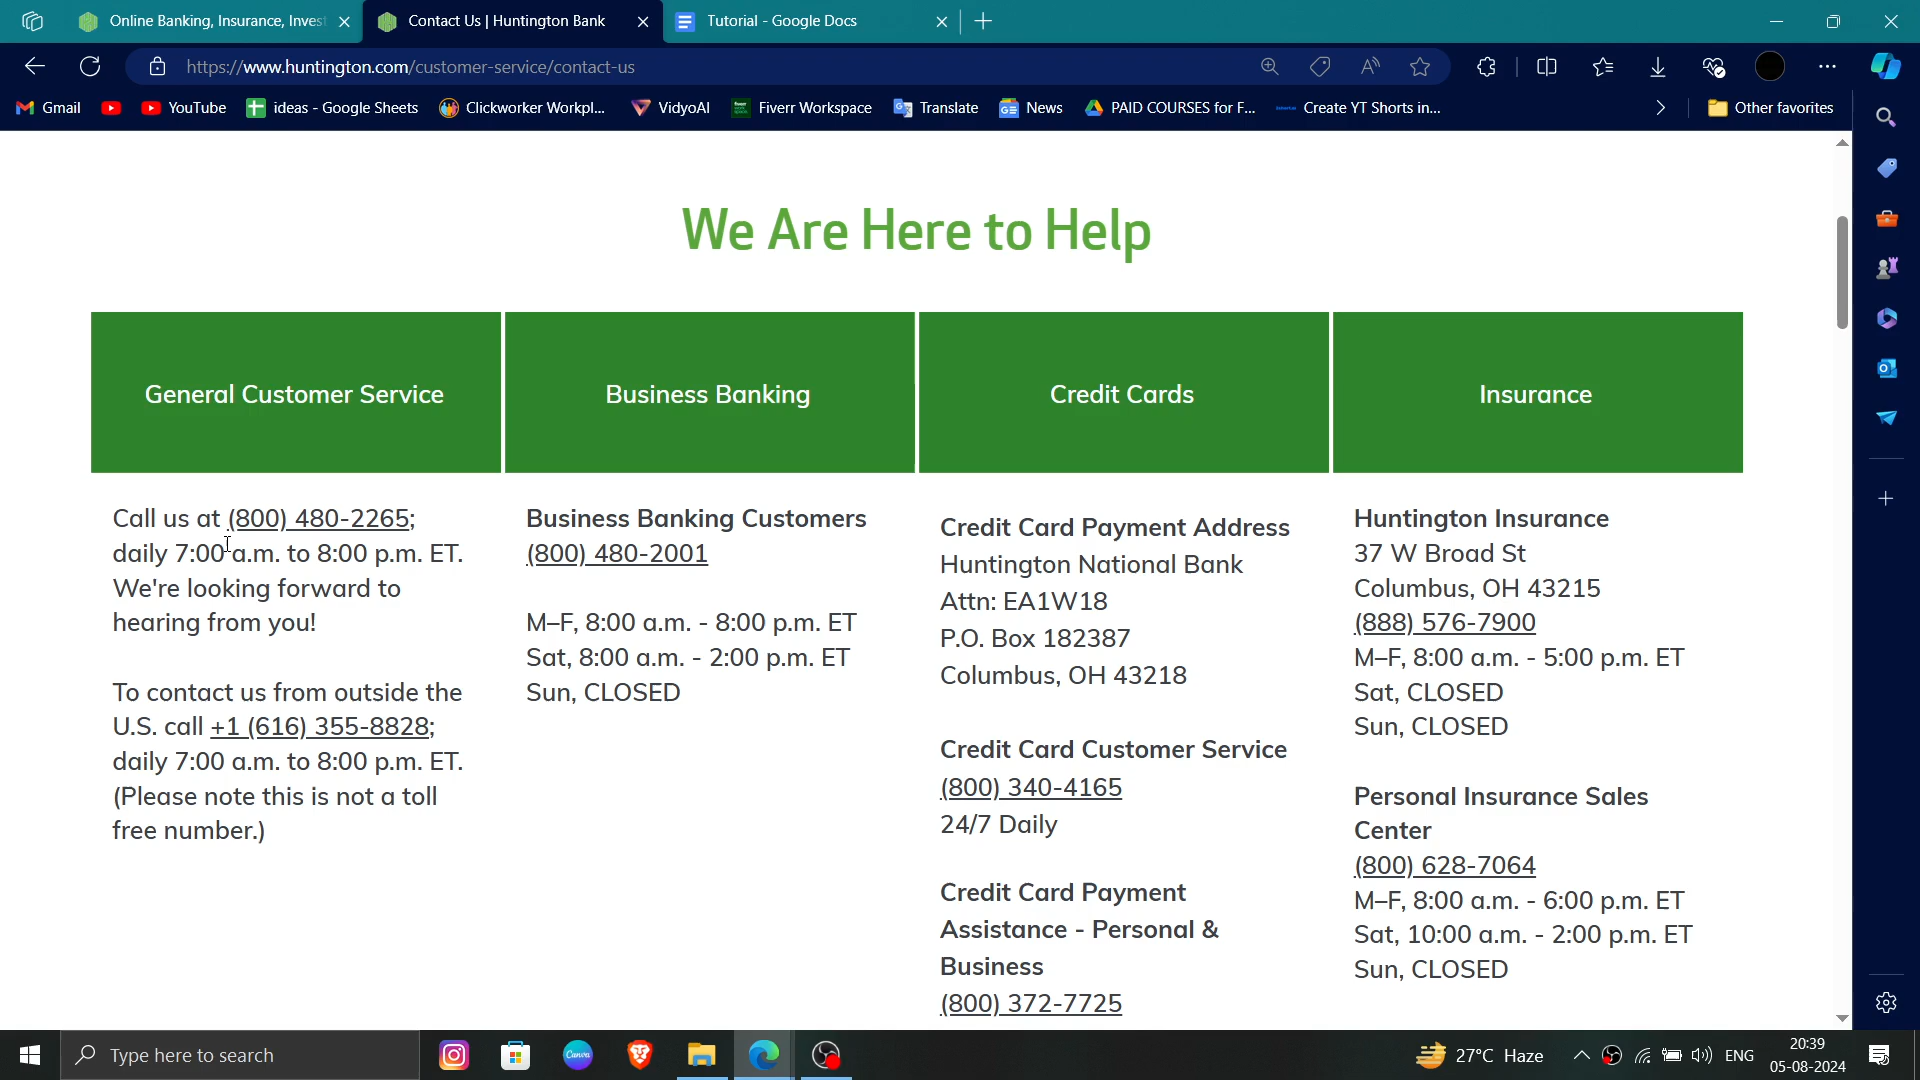 Online Banking, Insurance, Invest
Contact Us | Huntington Bank
Tutorial - Google Docs
https://www.huntington.com/customer-service/contact-us
Gmail
YouTube
ideas - Google Sheets
Clickworker Workpl...
VidyoAI
Fiverr Workspace
Translate
News
PAID COURSES for F...
Create YT Shorts in...
Other favorites
We Are Here to Help
General Customer Service
Business Banking
Credit Cards
Insurance
Call us at (800) 480-2265;
daily 7:00 a.m. to 8:00 p.m. ET.
We're looking forward to
hearing from you!
To contact us from outside the
U.S. call +1 (616) 355-8828;
daily 7:00 a.m. to 8:00 p.m. ET.
(Please note this is not a toll
free number.)
Business Banking Customers
(800) 480-2001
M–F, 8:00 a.m. - 8:00 p.m. ET
Sat, 8:00 a.m. - 2:00 p.m. ET
Sun, CLOSED
Credit Card Payment Address
Huntington National Bank
Attn: EA1W18
P.O. Box 182387
Columbus, OH 43218
Credit Card Customer Service
(800) 340-4165
24/7 Daily
Credit Card Payment
Assistance - Personal &
Business
(800) 372-7725
Huntington Insurance
37 W Broad St
Columbus, OH 43215
(888) 576-7900
M–F, 8:00 a.m. - 5:00 p.m. ET
Sat, CLOSED
Sun, CLOSED
Personal Insurance Sales
Center
(800) 628-7064
M–F, 8:00 a.m. - 6:00 p.m. ET
Sat, 10:00 a.m. - 2:00 p.m. ET
Sun, CLOSED
Type here to search
Canva
27°C Haze
ENG
20:39
05-08-2024